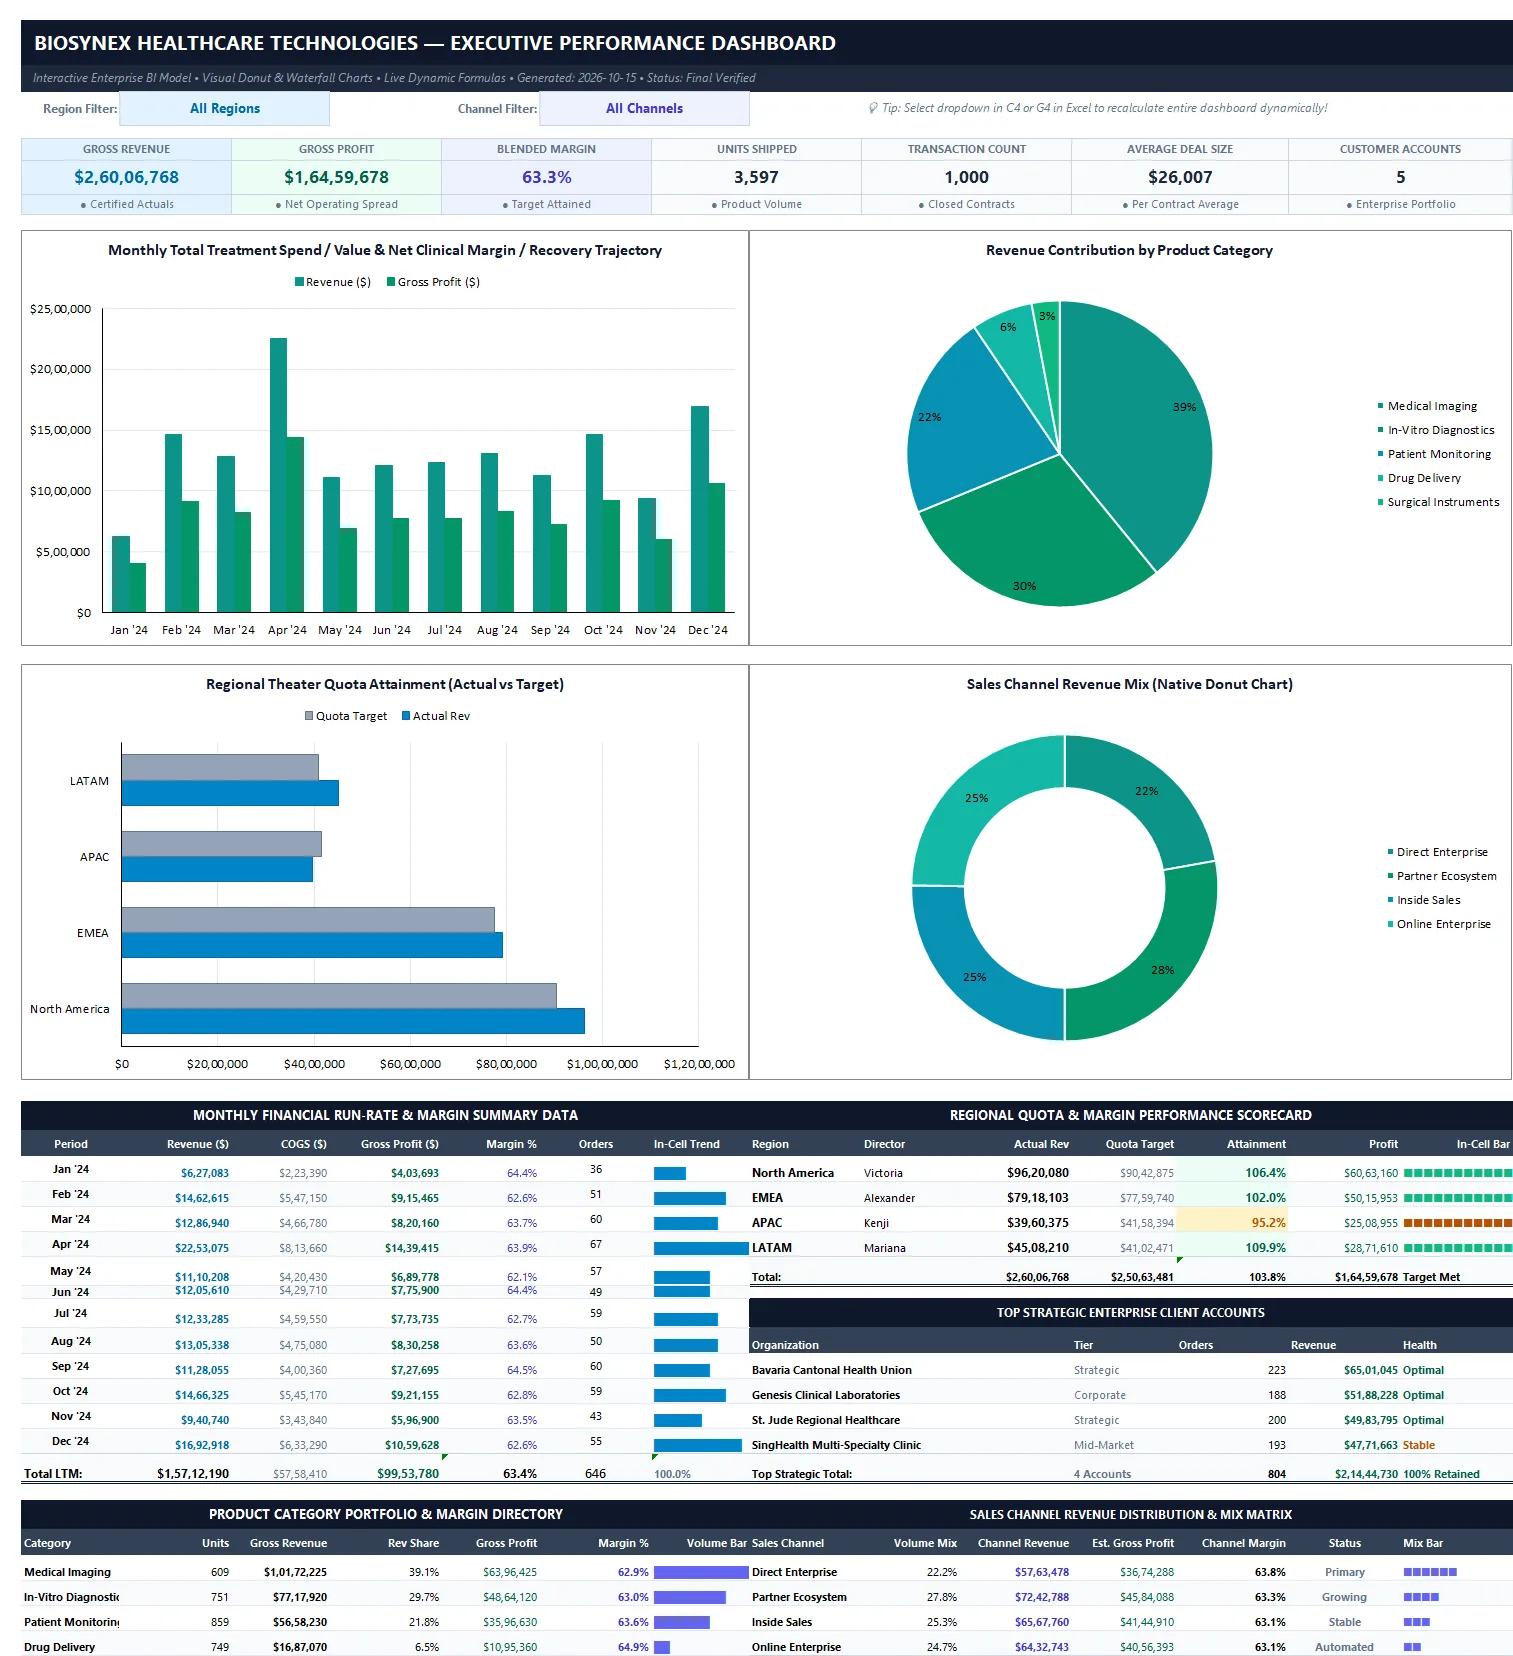 BIOSYNEX HEALTHCARE TECHNOLOGIES — EXECUTIVE PERFORMANCE DASHBOARD
Interactive Enterprise BI Model • Visual Donut & Waterfall Charts • Live Dynamic Formulas • Generated: 2026-10-15 • Status: Final Verified
Region Filter: All Regions Channel Filter: All Channels 💡 Tip: Select dropdown in C4 or G4 in Excel to recalculate entire dashboard dynamically!
GROSS REVENUE GROSS PROFIT BLENDED MARGIN UNITS SHIPPED TRANSACTION COUNT AVERAGE DEAL SIZE CUSTOMER ACCOUNTS
$2,60,06,768 $1,64,59,678 63.3% 3,597 1,000 $26,007 5
● Certified Actuals ● Net Operating Spread ● Target Attained ● Product Volume ● Closed Contracts ● Per Contract Average ● Enterprise Portfolio
Monthly Total Treatment Spend / Value & Net Clinical Margin / Recovery Trajectory
Revenue ($) Gross Profit ($)
$25,00,000
$20,00,000
$15,00,000
$10,00,000
$5,00,000
$0
Jan '24 Feb '24 Mar '24 Apr '24 May '24 Jun '24 Jul '24 Aug '24 Sep '24 Oct '24 Nov '24 Dec '24
Revenue Contribution by Product Category
3%
6%
39%
22%
30%
Medical Imaging
In-Vitro Diagnostics
Patient Monitoring
Drug Delivery
Surgical Instruments
Regional Theater Quota Attainment (Actual vs Target)
Quota Target Actual Rev
LATAM
APAC
EMEA
North America
$0 $20,00,000 $40,00,000 $60,00,000 $80,00,000 $1,00,00,000 $1,20,00,000
Sales Channel Revenue Mix (Native Donut Chart)
22%
25%
25%
28%
Direct Enterprise
Partner Ecosystem
Inside Sales
Online Enterprise
MONTHLY FINANCIAL RUN-RATE & MARGIN SUMMARY DATA
Period Revenue ($) COGS ($) Gross Profit ($) Margin % Orders In-Cell Trend
Jan '24 $6,27,083 $2,23,390 $4,03,693 64.4% 36
Feb '24 $14,62,615 $5,47,150 $9,15,465 62.6% 51
Mar '24 $12,86,940 $4,66,780 $8,20,160 63.7% 60
Apr '24 $22,53,075 $8,13,660 $14,39,415 63.9% 67
May '24 $11,10,208 $4,20,430 $6,89,778 62.1% 57
Jun '24 $12,05,610 $4,29,710 $7,75,900 64.4% 49
Jul '24 $12,33,285 $4,59,550 $7,73,735 62.7% 59
Aug '24 $13,05,338 $4,75,080 $8,30,258 63.6% 50
Sep '24 $11,28,055 $4,00,360 $7,27,695 64.5% 60
Oct '24 $14,66,325 $5,45,170 $9,21,155 62.8% 59
Nov '24 $9,40,740 $3,43,840 $5,96,900 63.5% 43
Dec '24 $16,92,918 $6,33,290 $10,59,628 62.6% 55
Total LTM: $1,57,12,190 $57,58,410 $99,53,780 63.4% 646 100.0%
REGIONAL QUOTA & MARGIN PERFORMANCE SCORECARD
Region Director Actual Rev Quota Target Attainment Profit In-Cell Bar
North America Victoria $96,20,080 $90,42,875 106.4% $60,63,160
EMEA Alexander $79,18,103 $77,59,740 102.0% $50,15,953
APAC Kenji $39,60,375 $41,58,394 95.2% $25,08,955
LATAM Mariana $45,08,210 $41,02,471 109.9% $28,71,610
Total: $2,60,06,768 $2,50,63,481 103.8% $1,64,59,678 Target Met
TOP STRATEGIC ENTERPRISE CLIENT ACCOUNTS
Organization Tier Orders Revenue Health
Bavaria Cantonal Health Union Strategic 223 $65,01,045 Optimal
Genesis Clinical Laboratories Corporate 188 $51,88,228 Optimal
St. Jude Regional Healthcare Strategic 200 $49,83,795 Optimal
SingHealth Multi-Specialty Clinic Mid-Market 193 $47,71,663 Stable
Top Strategic Total: 4 Accounts 804 $2,14,44,730 100% Retained
PRODUCT CATEGORY PORTFOLIO & MARGIN DIRECTORY
Category Units Gross Revenue Rev Share Gross Profit Margin % Volume Bar
Medical Imaging 609 $1,01,72,225 39.1% $63,96,425 62.9%
In-Vitro Diagnostic 751 $77,17,920 29.7% $48,64,120 63.0%
Patient Monitoring 859 $56,58,230 21.8% $35,96,630 63.6%
Drug Delivery 749 $16,87,070 6.5% $10,95,360 64.9%
SALES CHANNEL REVENUE DISTRIBUTION & MIX MATRIX
Sales Channel Volume Mix Channel Revenue Est. Gross Profit Channel Margin Status Mix Bar
Direct Enterprise 22.2% $57,63,478 $36,74,288 63.8% Primary
Partner Ecosystem 27.8% $72,42,788 $45,84,088 63.3% Growing
Inside Sales 25.3% $65,67,760 $41,44,910 63.1% Stable
Online Enterprise 24.7% $64,32,743 $40,56,393 63.1% Automated